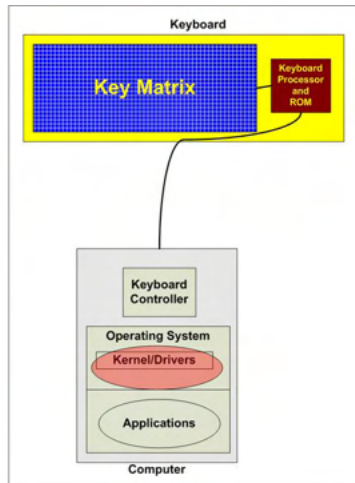 Keyboard
Key Matrix
Keyboard
Processor
and
ROM
Keyboard
Controller
Operating System
Kernel/Drivers
Applications
Computer